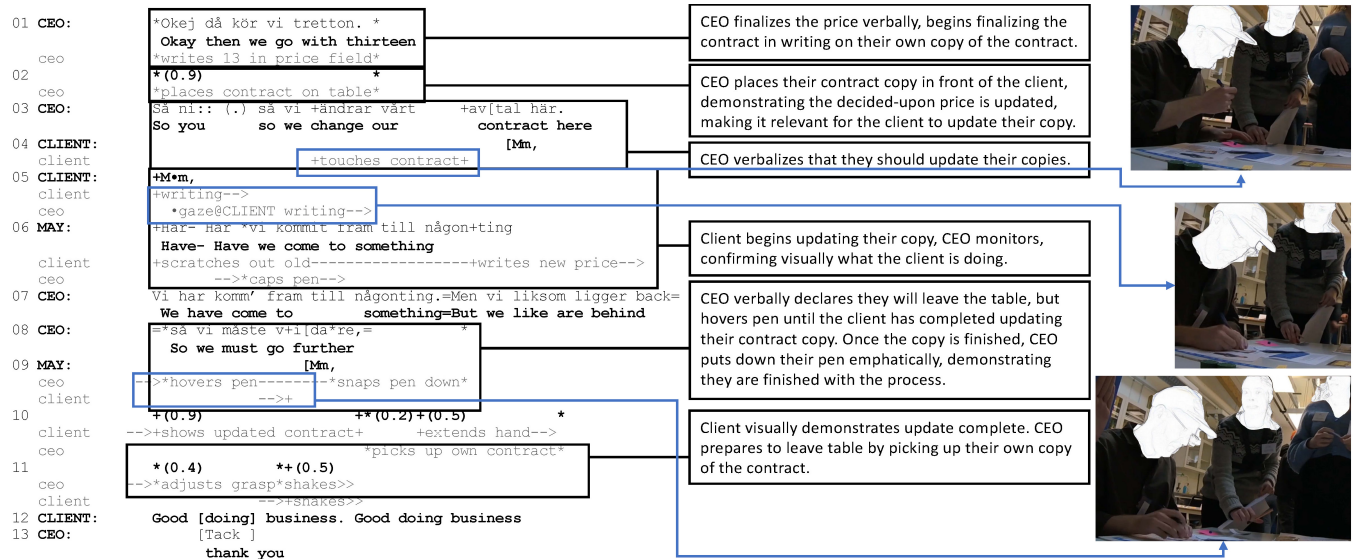 01 CEO: *Okej då kör vi tretton. *
Okay then we go with thirteen
ceo *writes 13 in price field*
02 *(0.9) *
ceo *places contract on table*
03 CEO: Så ni:: (.) så vi +ändrar vårt +av[tal här.
So you so we change our contract here
04 CLIENT: [Mm,
client +touches contract+
05 CLIENT: +M•m,
client +writing-->
ceo •gaze@CLIENT writing-->
06 MAY: +Har- Har *vi kommit fram till någon+ting
Have- Have we come to something
client +scratches out old------------------+writes new price-->
ceo -->*caps pen-->
07 CEO: Vi har komm' fram till någonting.=Men vi liksom ligger back=
We have come to something=But we like are behind
08 CEO: =*så vi måste v+i[da*re,= *
So we must go further
09 MAY: [Mm,
ceo -->*hovers pen--------*snaps pen down*
client -->+
10 +(0.9) +*(0.2)+(0.5) *
client -->+shows updated contract+ +extends hand-->
ceo *picks up own contract*
11 *(0.4) *+(0.5)
ceo -->*adjusts grasp*shakes>>
client -->+shakes>>
12 CLIENT: Good [doing] business. Good doing business
13 CEO: [Tack ]
thank you
CEO finalizes the price verbally, begins finalizing the
contract in writing on their own copy of the contract.
CEO places their contract copy in front of the client,
demonstrating the decided-upon price is updated,
making it relevant for the client to update their copy.
CEO verbalizes that they should update their copies.
Client begins updating their copy, CEO monitors,
confirming visually what the client is doing.
CEO verbally declares they will leave the table, but
hovers pen until the client has completed updating
their contract copy. Once the copy is finished, CEO
puts down their pen emphatically, demonstrating
they are finished with the process.
Client visually demonstrates update complete. CEO
prepares to leave table by picking up their own copy
of the contract.